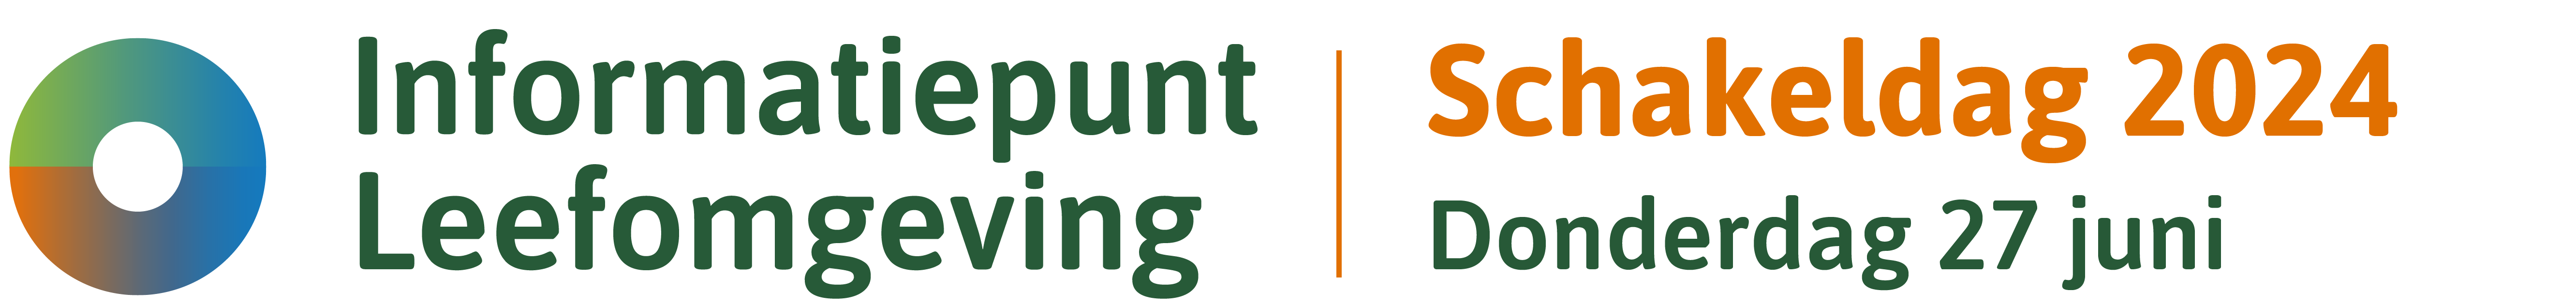 Informatiepunt
Leefomgeving
Schakeldag 2024
Donderdag 27 juni